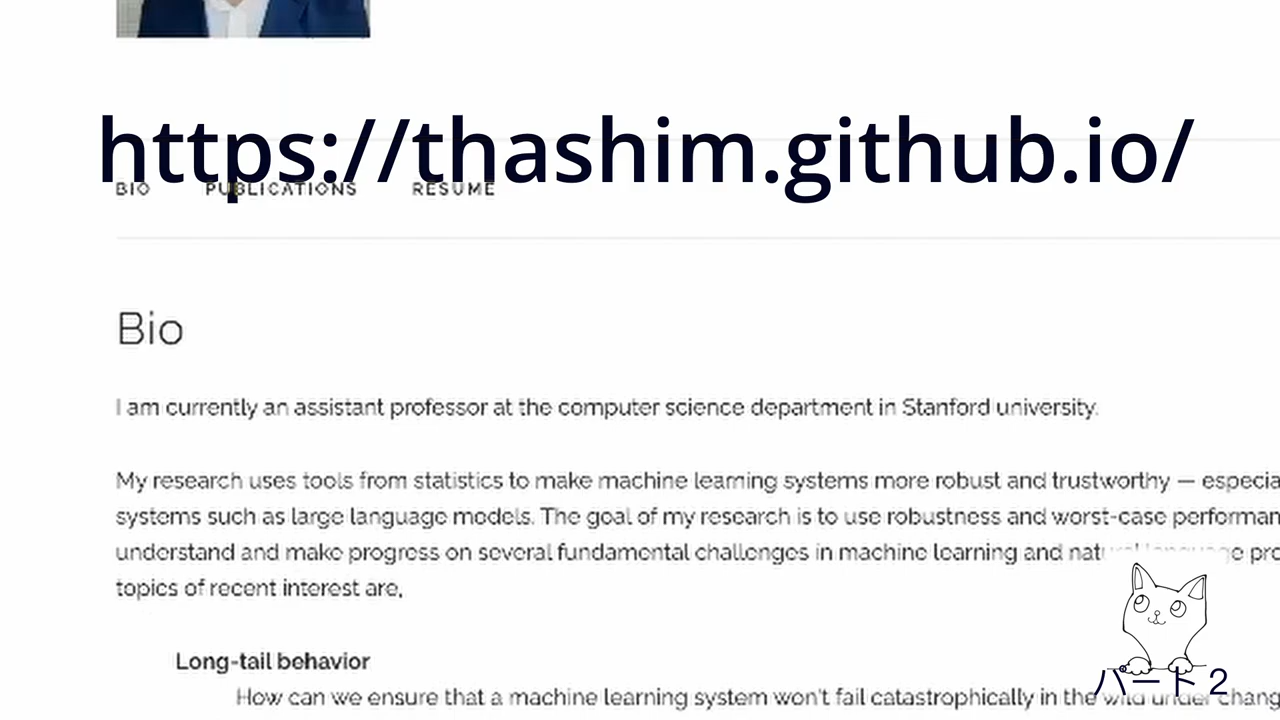 https://thashim.github.io/
BIO PUBLICATIONS RESUME
Bio
I am currently an assistant professor at the computer science department in Stanford university.
My research uses tools from statistics to make machine learning systems more robust and trustworthy — especia
systems such as large language models. The goal of my research is to use robustness and worst-case performan
understand and make progress on several fundamental challenges in machine learning and natural language pro
topics of recent interest are,
Long-tail behavior
How can we ensure that a machine learning system won't fail catastrophically in the wild under chang
パート2